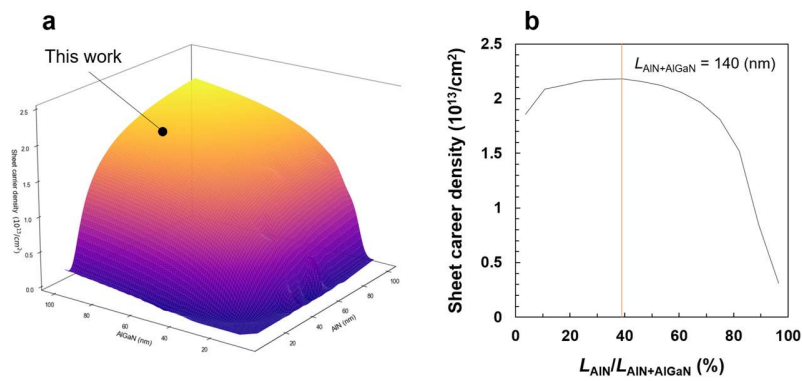 a
This work
2.5
2.0
1.5
1.0
0.5
0.0
Sheet carrier density (10¹³/cm²)
100
80
60
40
20
AlGaN (nm)
20
40
60
80
100
AlN (nm)
b
L_AlN+AlGaN = 140 (nm)
2.5
2
1.5
1
0.5
0
Sheet career density (10¹³/cm²)
0 20 40 60 80 100
L_AlN/L_AlN+AlGaN (%)